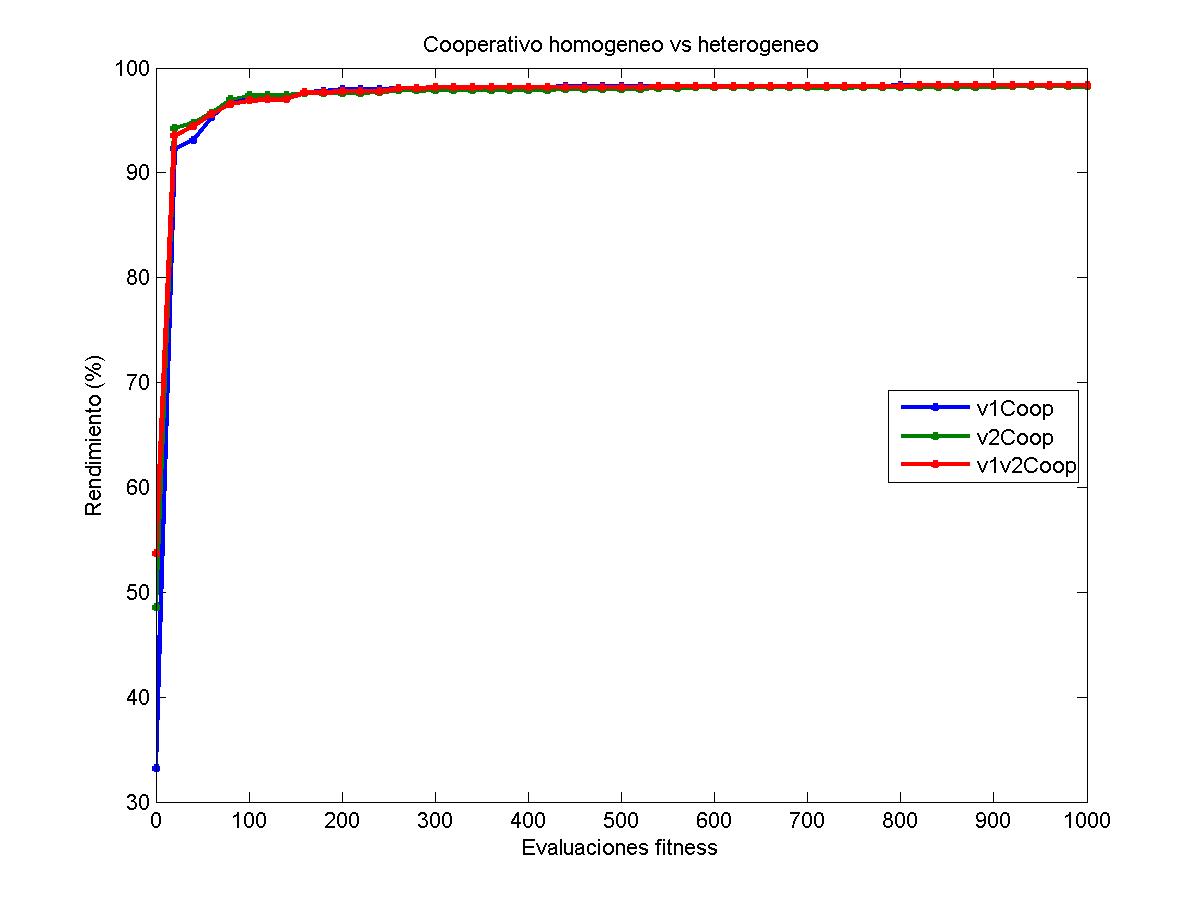 Cooperativo homogeneo vs heterogeneo
100
90
80
70
60
50
40
30
Rendimiento (%)
v1Coop
v2Coop
v1v2Coop
0 100 200 300 400 500 600 700 800 900 1000
Evaluaciones fitness